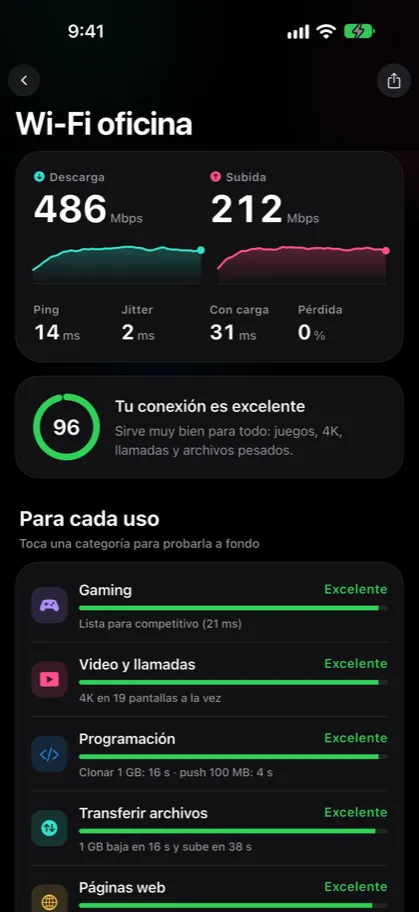 9:41
Wi-Fi oficina
Descarga
Subida
486 Mbps
212 Mbps
Ping
Jitter
Con carga
Pérdida
14 ms
2 ms
31 ms
0 %
96
Tu conexión es excelente
Sirve muy bien para todo: juegos, 4K,
llamadas y archivos pesados.
Para cada uso
Toca una categoría para probarla a fondo
Gaming
Excelente
Lista para competitivo (21 ms)
Video y llamadas
Excelente
4K en 19 pantallas a la vez
Programación
Excelente
Clonar 1 GB: 16 s · push 100 MB: 4 s
Transferir archivos
Excelente
1 GB baja en 16 s y sube en 38 s
Páginas web
Excelente